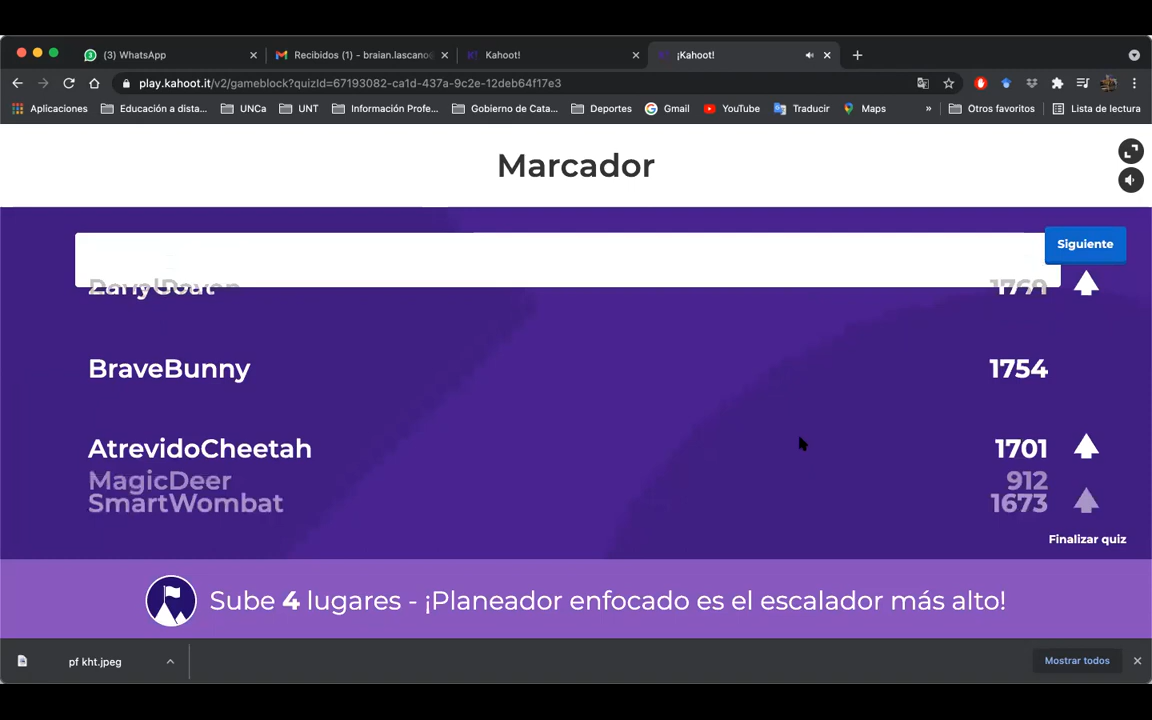 (3) WhatsApp
Recibidos (1) - braian.lascano
Kahoot!
¡Kahoot!
play.kahoot.it/v2/gameblock?quizId=67193082-ca1d-437a-9c2e-12deb64f17e3
Aplicaciones Educación a dista... UNCa UNT Información Profe... Gobierno de Cata... Deportes Gmail YouTube Traducir Maps » Otros favoritos Lista de lectura
Marcador
Siguiente
1769
BraveBunny 1754
AtrevidoCheetah 1701
MagicDeer 912
SmartWombat 1673
Finalizar quiz
Sube 4 lugares - ¡Planeador enfocado es el escalador más alto!
pf kht.jpeg
Mostrar todos